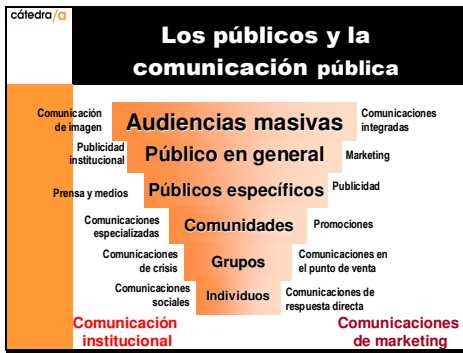 cátedra/a
Los públicos y la
comunicación pública
Comunicación
de imagen
Audiencias masivas
Comunicaciones
integradas
Publicidad
institucional
Público en general
Marketing
Prensa y medios
Públicos específicos
Publicidad
Comunicaciones
especializadas
Comunidades
Promociones
Comunicaciones
de crisis
Grupos
Comunicaciones en
el punto de venta
Comunicaciones
sociales
Individuos
Comunicaciones de
respuesta directa
Comunicación
institucional
Comunicaciones
de marketing